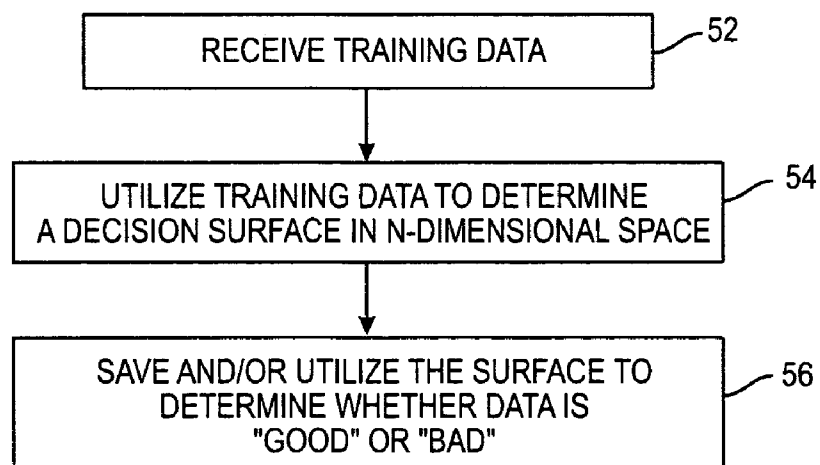 RECEIVE TRAINING DATA
52
UTILIZE TRAINING DATA TO DETERMINE
A DECISION SURFACE IN N-DIMENSIONAL SPACE
54
SAVE AND/OR UTILIZE THE SURFACE TO
DETERMINE WHETHER DATA IS
"GOOD" OR "BAD"
56